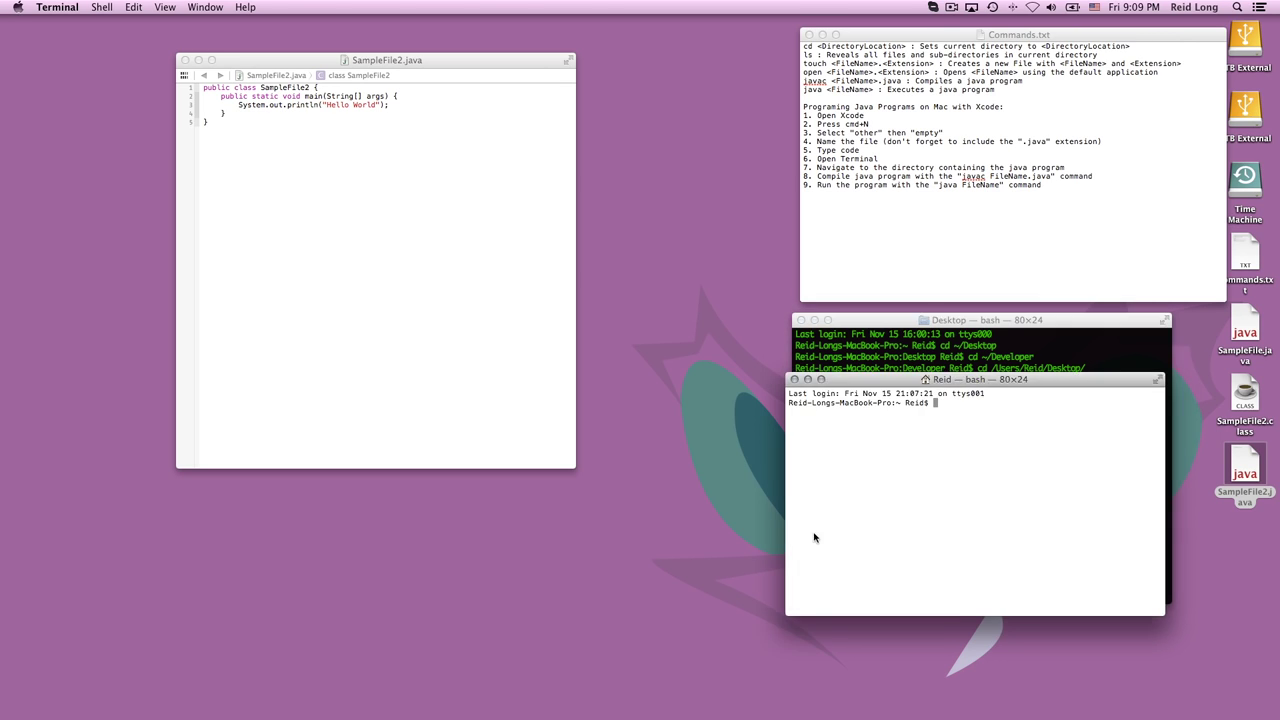 Terminal Shell Edit View Window Help
Fri 9:09 PM Reid Long
SampleFile2.java
SampleFile2.java class SampleFile2
1 public class SampleFile2 {
2 public static void main(String[] args) {
3 System.out.println("Hello World");
4 }
5 }
Commands.txt
cd <DirectoryLocation> : Sets current directory to <DirectoryLocation>
ls : Reveals all files and sub-directories in current directory
touch <FileName>.<Extension> : Creates a new File with <FileName> and <Extension>
open <FileName>.<Extension> : Opens <FileName> using the default application
javac <FileName>.java : Compiles a java program
java <FileName> : Executes a java program
Programing Java Programs on Mac with Xcode:
1. Open Xcode
2. Press cmd+N
3. Select "other" then "empty"
4. Name the file (don't forget to include the ".java" extension)
5. Type code
6. Open Terminal
7. Navigate to the directory containing the java program
8. Compile java program with the "javac FileName.java" command
9. Run the program with the "java FileName" command
Desktop — bash — 80×24
Last login: Fri Nov 15 16:00:13 on ttys000
Reid-Longs-MacBook-Pro:~ Reid$ cd ~/Desktop
Reid-Longs-MacBook-Pro:Desktop Reid$ cd ~/Developer
Reid-Longs-MacBook-Pro:Developer Reid$ cd /Users/Reid/Desktop/
Reid — bash — 80×24
Last login: Fri Nov 15 21:07:21 on ttys001
Reid-Longs-MacBook-Pro:~ Reid$
TB External
TB External
Time
Machine
TXT
mmands.tx
t
java
SampleFile.ja
va
CLASS
SampleFile2.c
lass
java
SampleFile2.j
ava